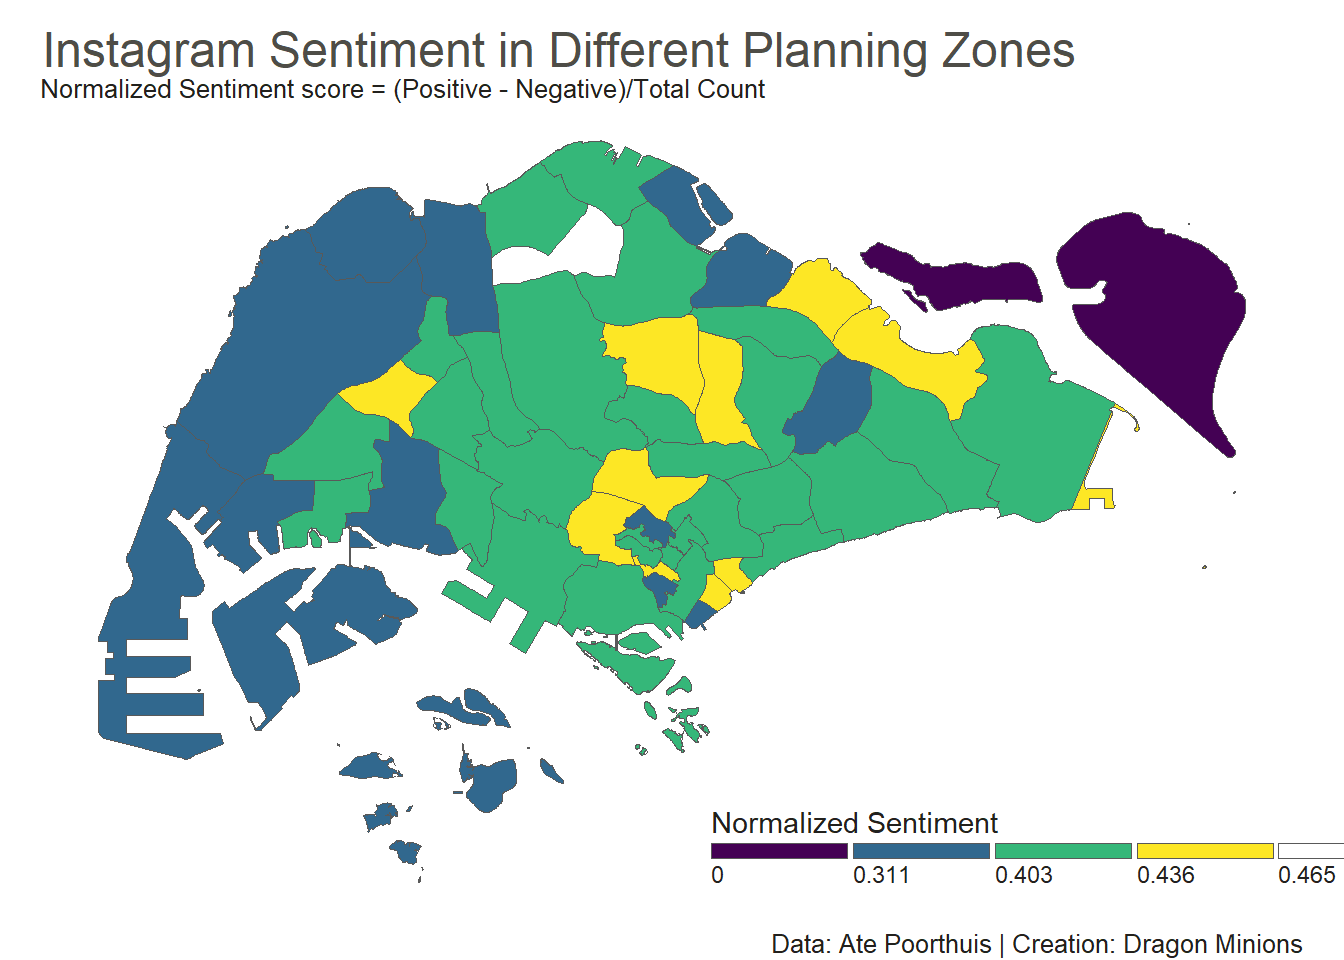 Instagram Sentiment in Different Planning Zones
Normalized Sentiment score = (Positive - Negative)/Total Count
Normalized Sentiment
0 0.311 0.403 0.436 0.465
Data: Ate Poorthuis | Creation: Dragon Minions